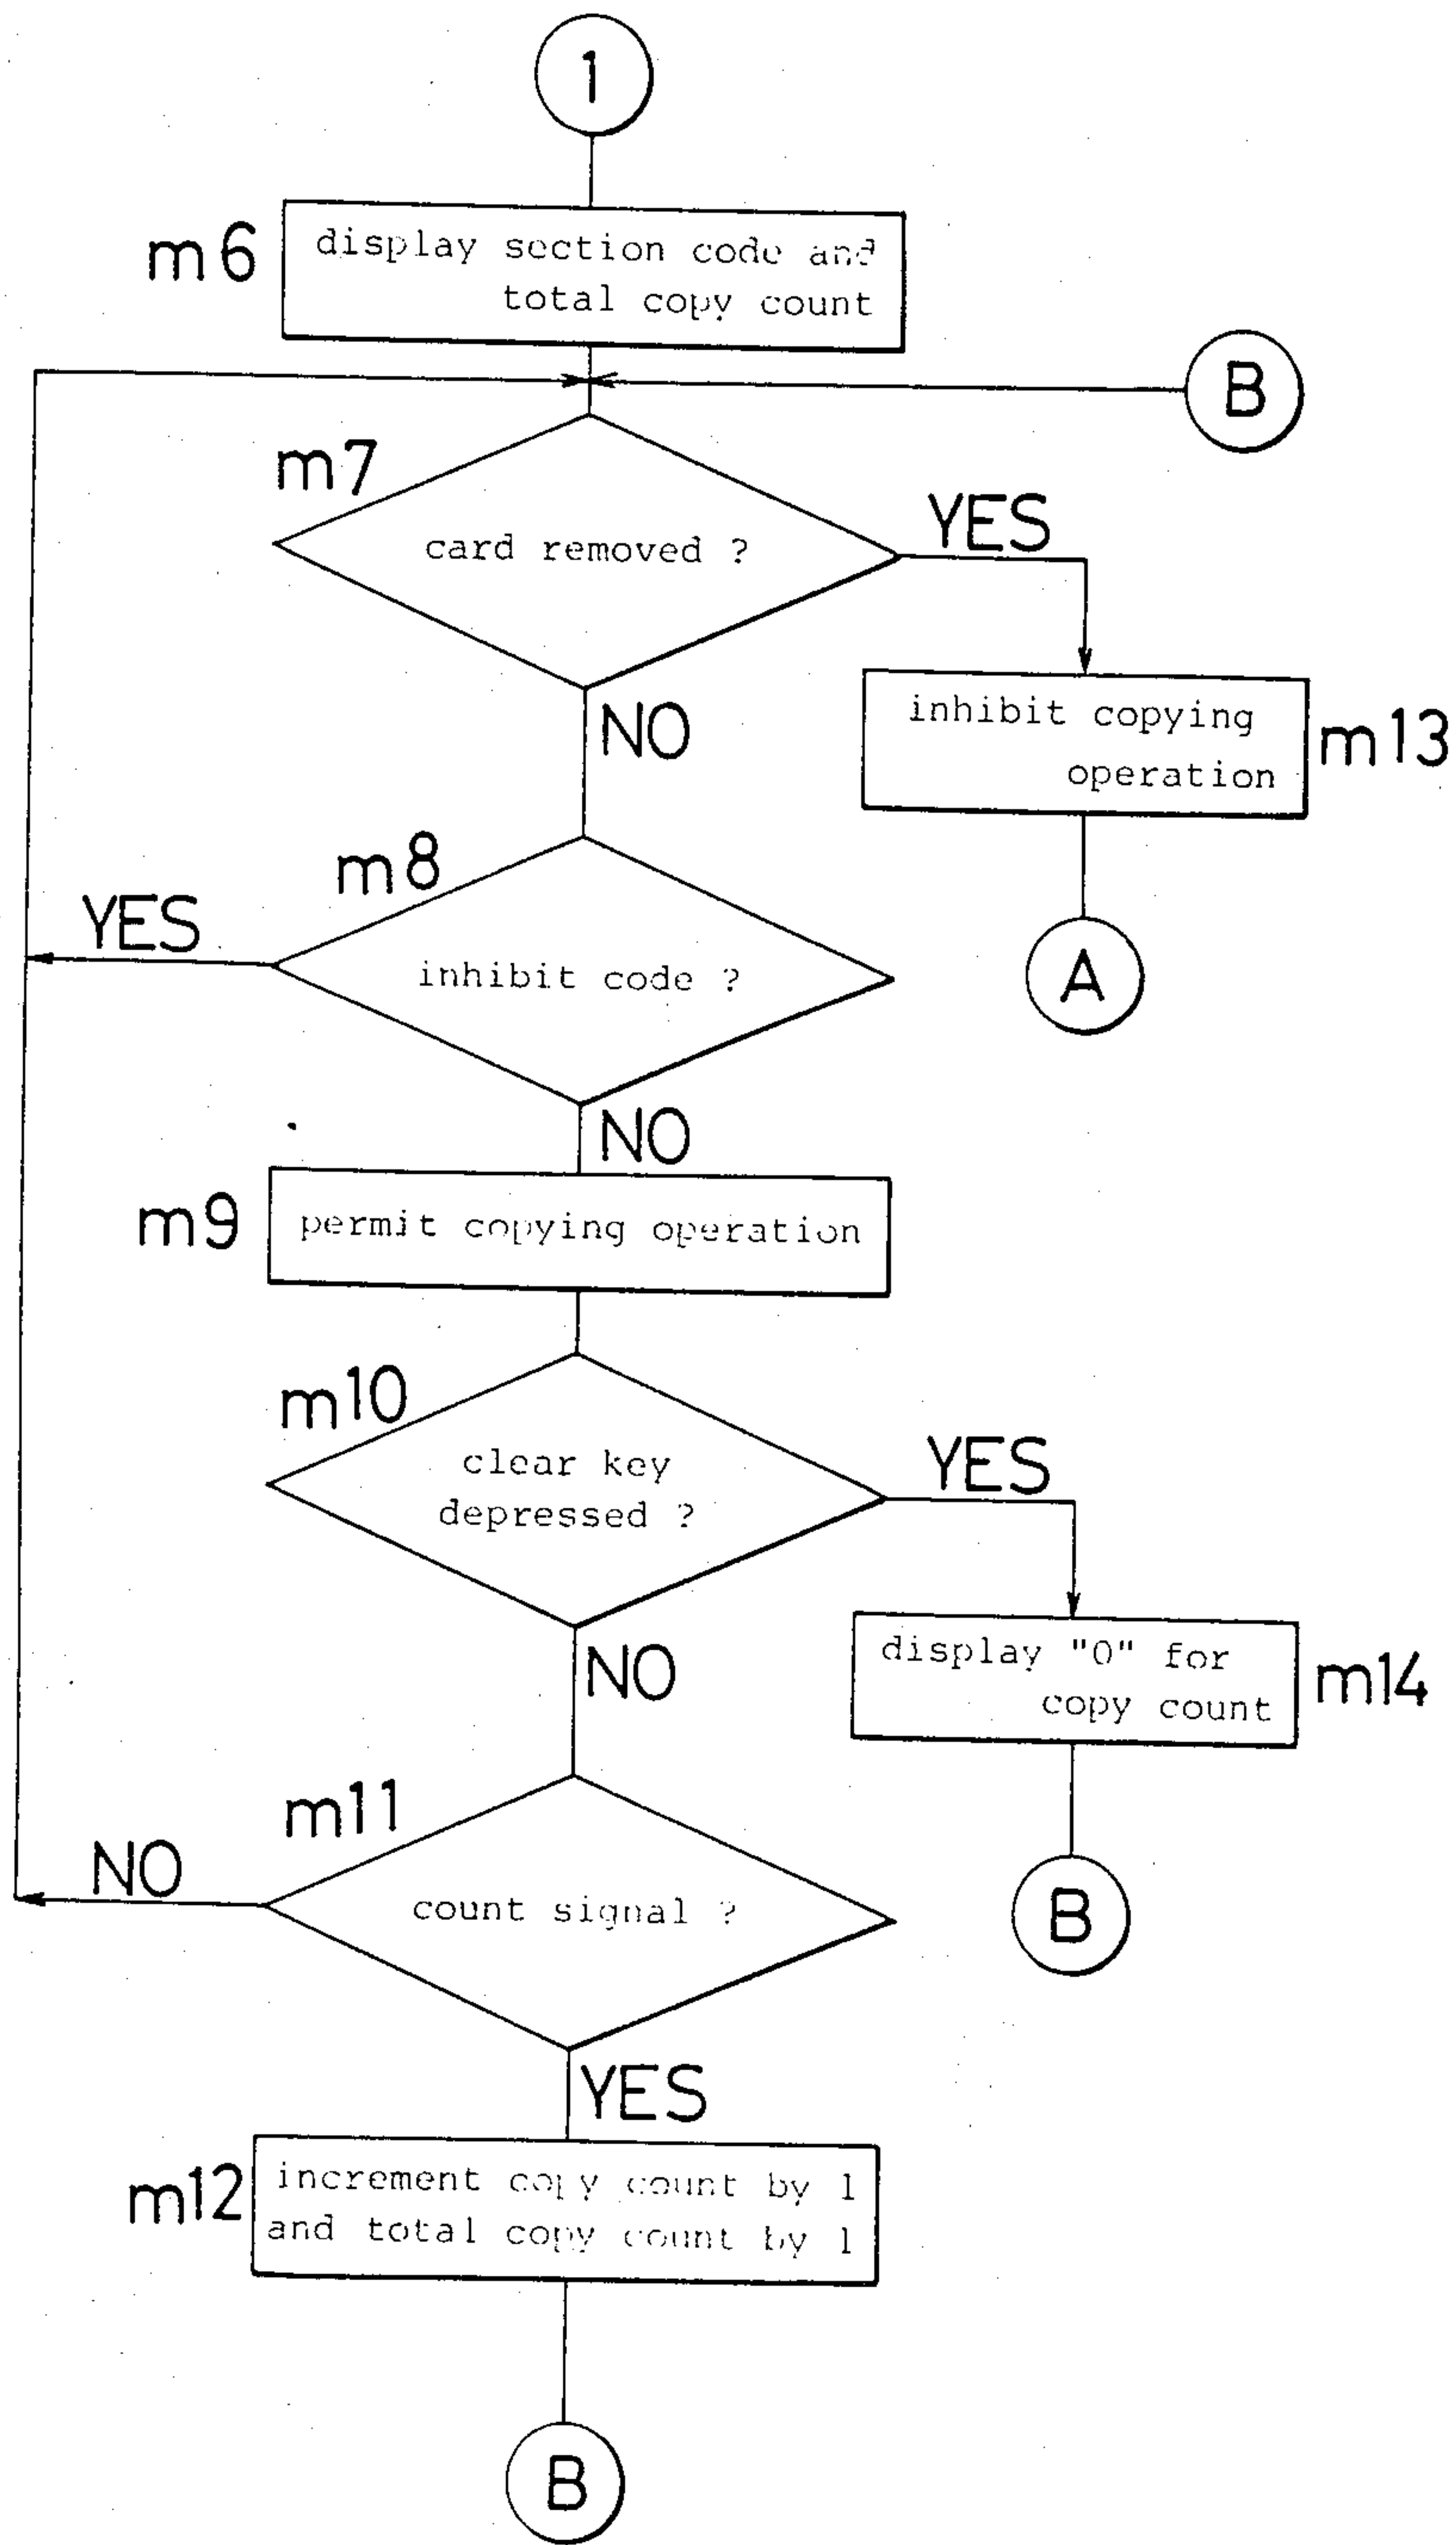 1
m6
display section code and
total copy count
B
m7
card removed ?
YES
NO
inhibit copying
operation
m13
A
m8
YES
inhibit code ?
NO
m9
permit copying operation
m10
clear key
depressed ?
YES
NO
display "0" for
copy count
m14
B
m11
NO
count signal ?
YES
m12
increment copy count by 1
and total copy count by 1
B